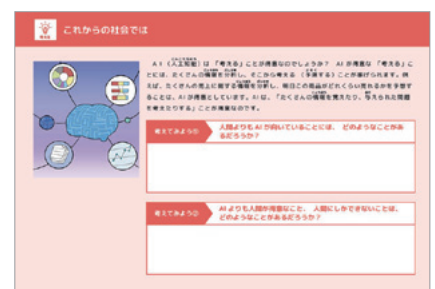 考える
これからの社会では
AI（人工知能）は「考える」ことが得意なのでしょうか？ AIが得意な「考えるこ
とには、たくさんの情報を分析し、そこから考える（予測する）ことが挙げられます。例
えば、たくさんの売上に関する情報を分析し、明日この商品がどれくらい売れるかを予想す
ることは、AIが得意としています。AIは、「たくさんの情報を覚えたり、与えられた問題
を考えたりする」ことが得意なのです。
考えてみよう①
人間よりもAIが向いていることには、どのようなことがあ
るだろうか？
考えてみよう②
AIよりも人間が得意なこと、人間にしかできないことは、
どのようなことがあるだろうか？